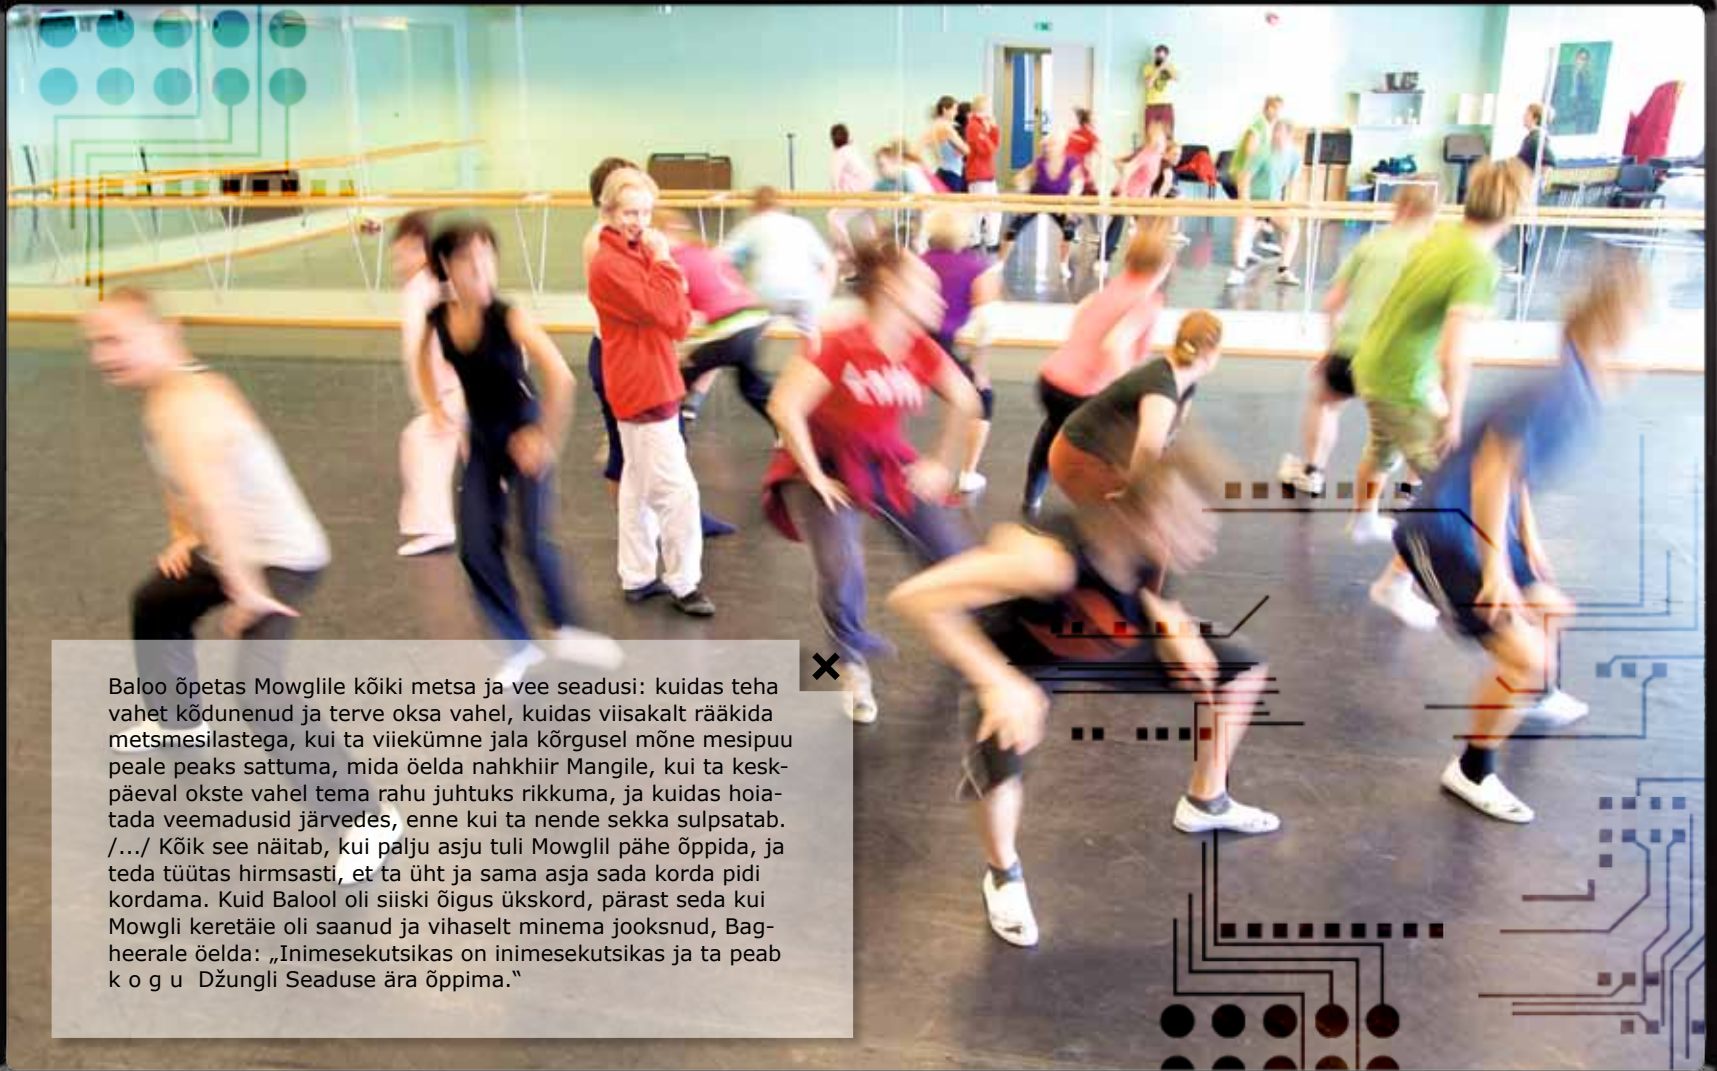 Baloo õpetas Mowglile kõiki metsa ja vee seadusi: kuidas teha
vahet kõdunenud ja terve oksa vahel, kuidas viisakalt rääkida
metsmesilastega, kui ta viiekümne jala kõrgusel mõne mesipuu
peale peaks sattuma, mida öelda nahkhiir Mangile, kui ta kesk-
päeval okste vahel tema rahu juhtuks rikkuma, ja kuidas hoia-
tada veemadusid järvedes, enne kui ta nende sekka sulpsatab.
/.../ Kõik see näitab, kui palju asju tuli Mowglil pähe õppida, ja
teda tüütas hirmsasti, et ta üht ja sama asja sada korda pidi
kordama. Kuid Balool oli siiski õigus ükskord, pärast seda kui
Mowgli keretäie oli saanud ja vihaselt minema jooksnud, Bag-
heerale öelda: „Inimesekutsikas on inimesekutsikas ja ta peab
k o g u Džungli Seaduse ära õppima.“